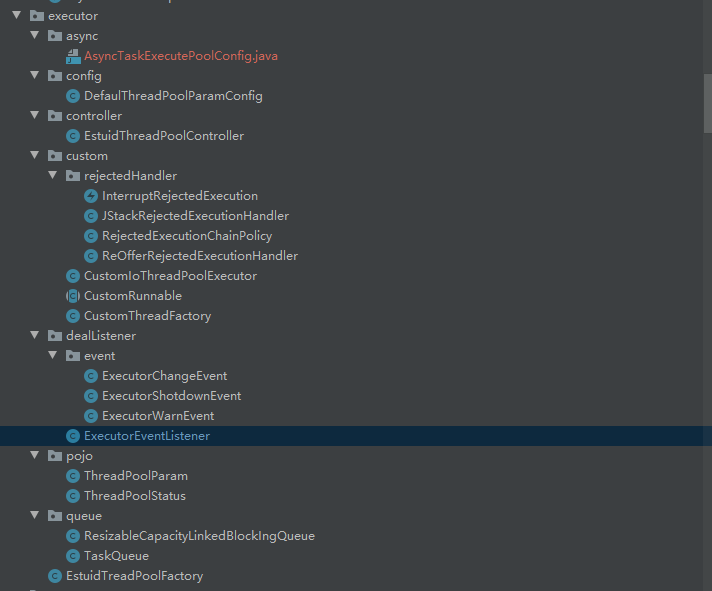 executor
async
AsyncTaskExecutePoolConfig.java
config
DefaulThreadPoolParamConfig
controller
EstuidThreadPoolController
custom
rejectedHandler
InterruptRejectedExecution
JStackRejectedExecutionHandler
RejectedExecutionChainPolicy
ReOfferRejectedExecutionHandler
CustomIoThreadPoolExecutor
CustomRunnable
CustomThreadFactory
dealListener
event
ExecutorChangeEvent
ExecutorShotdownEvent
ExecutorWarnEvent
ExecutorEventListener
pojo
ThreadPoolParam
ThreadPoolStatus
queue
ResizableCapacityLinkedBlockIngQueue
TaskQueue
EstuidTreadPoolFactory